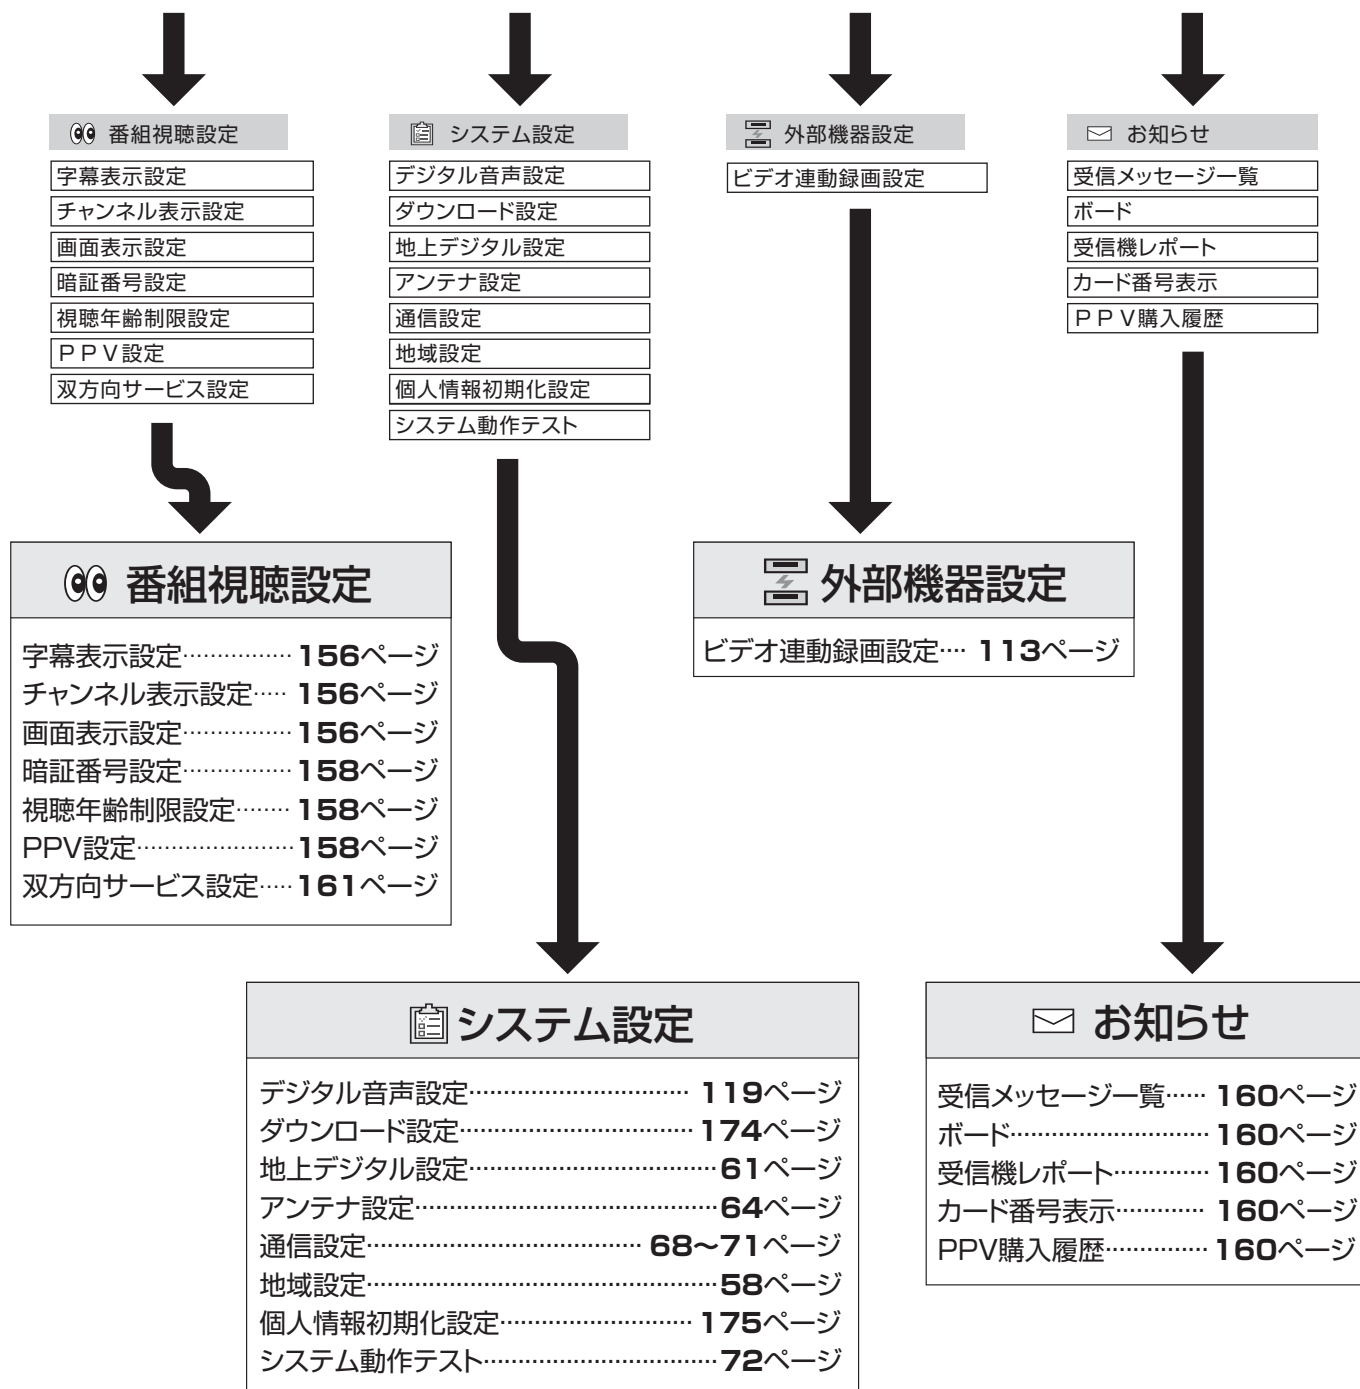 番組視聴設定
字幕表示設定
チャンネル表示設定
画面表示設定
暗証番号設定
視聴年齢制限設定
ＰＰＶ設定
双方向サービス設定
システム設定
デジタル音声設定
ダウンロード設定
地上デジタル設定
アンテナ設定
通信設定
地域設定
個人情報初期化設定
システム動作テスト
外部機器設定
ビデオ連動録画設定
お知らせ
受信メッセージ一覧
ボード
受信機レポート
カード番号表示
ＰＰＶ購入履歴
番組視聴設定
字幕表示設定················156ページ
チャンネル表示設定·····156ページ
画面表示設定················156ページ
暗証番号設定················158ページ
視聴年齢制限設定········158ページ
PPV設定·······················158ページ
双方向サービス設定·····161ページ
外部機器設定
ビデオ連動録画設定···· 113ページ
システム設定
デジタル音声設定································ 119ページ
ダウンロード設定··································174ページ
地上デジタル設定····································61ページ
アンテナ設定············································64ページ
通信設定········································ 68〜71ページ
地域設定···················································58ページ
個人情報初期化設定···························· 175ページ
システム動作テスト··································72ページ
お知らせ
受信メッセージ一覧······ 160ページ
ボード·····························160ページ
受信機レポート··············160ページ
カード番号表示············· 160ページ
PPV購入履歴···············160ページ